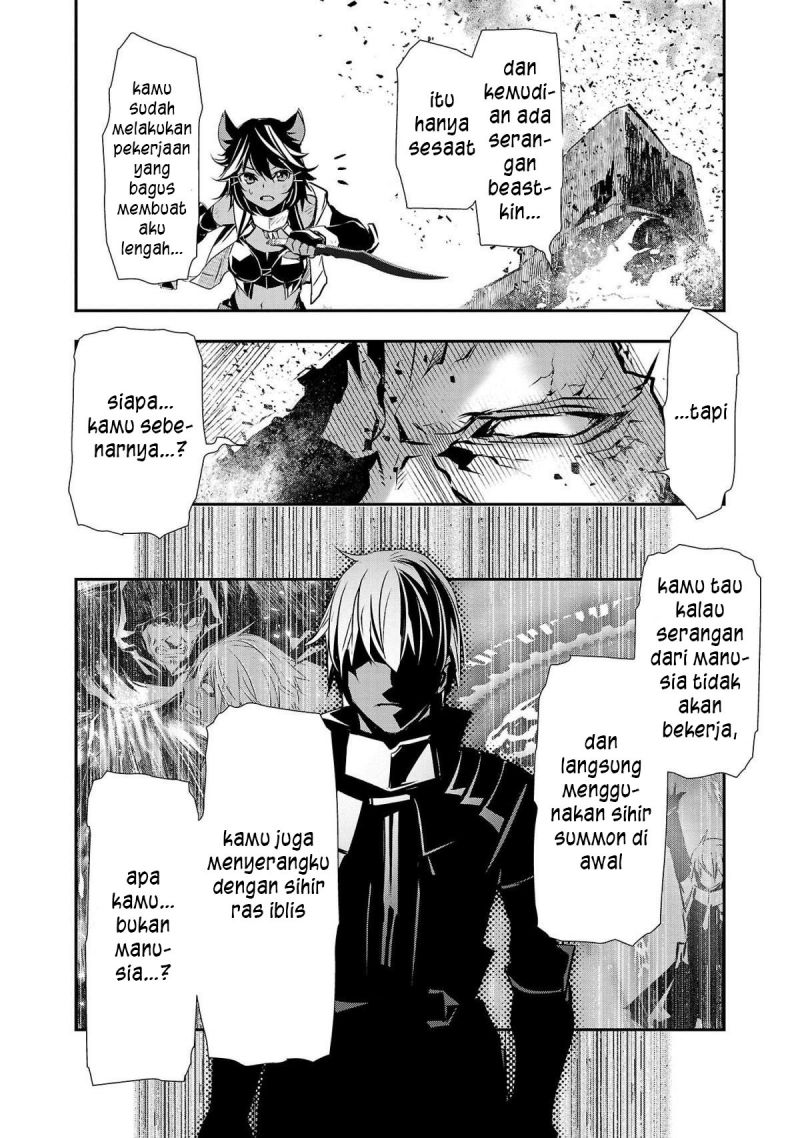 dan
kemudi-
an ada
seran-
gan
beast-
kin...
itu
hanya
sesaat
kamu
sudah
melakukan
pekerjaan
yang
bagus
membuat
aku
lengah...
...tapi
siapa...
kamu sebe-
narnya...?
kamu tau
kalau
serangan
dari manu-
sia tidak
akan
bekerja,
dan
langsung
menggu-
nakan sihir
summon di
awal
kamu juga
menyerangku
dengan sihir
ras iblis
apa
kamu...
bukan
manu-
sia...?